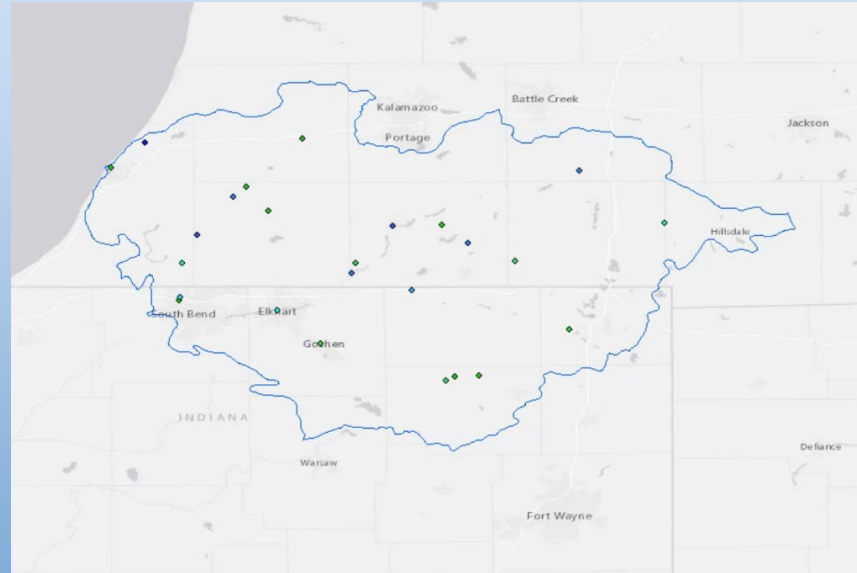 Kalamazoo
Battle Creek
Portage
Jackson
Hillsdale
South Bend
Elkhart
Goshen
INDIANA
Warsaw
Defiance
Fort Wayne